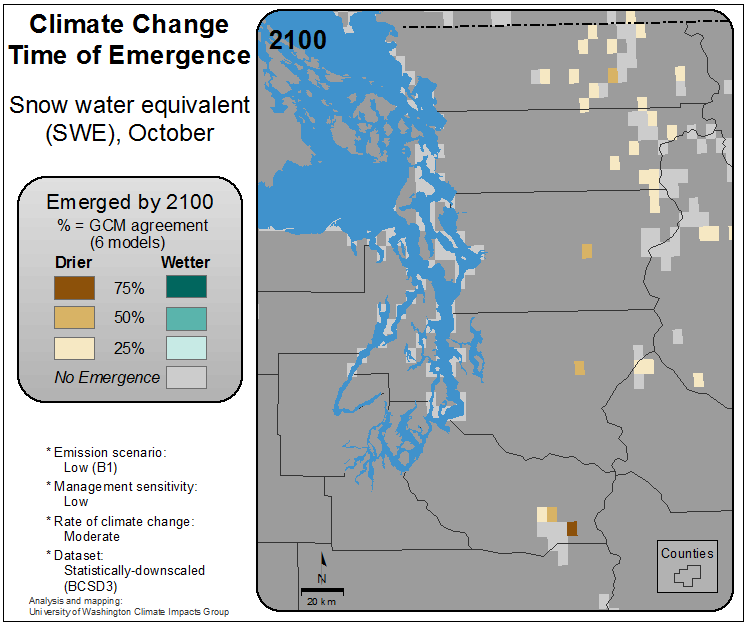 Climate Change
Time of Emergence
Snow water equivalent
(SWE), October
Emerged by 2100
% = GCM agreement
(6 models)
Drier Wetter
75%
50%
25%
No Emergence
* Emission scenario:
Low (B1)
* Management sensitivity:
Low
* Rate of climate change:
Moderate
* Dataset:
Statistically-downscaled
(BCSD3)
Analysis and mapping:
University of Washington Climate Impacts Group
2100
N
20 km
Counties